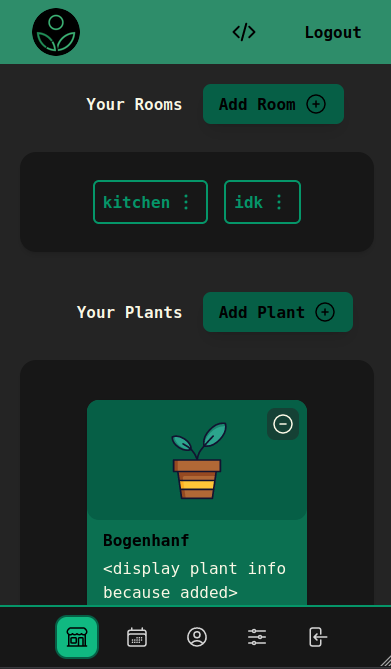 Logout
Your Rooms
Add Room
kitchen
idk
Your Plants
Add Plant
Bogenhanf
<display plant info
because added>